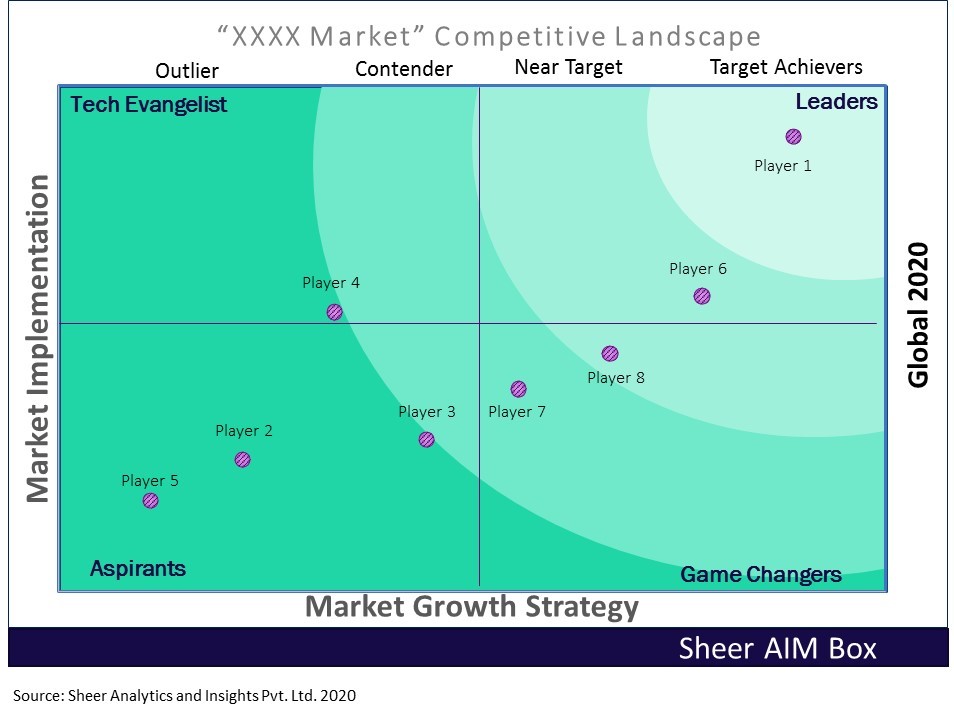 “XXXX Market” Competitive Landscape
Outlier
Contender
Near Target
Target Achievers
Tech Evangelist
Leaders
Player 1
Player 6
Player 4
Player 8
Player 3
Player 7
Player 2
Player 5
Aspirants
Game Changers
Market Implementation
Global 2020
Market Growth Strategy
Sheer AIM Box
Source: Sheer Analytics and Insights Pvt. Ltd. 2020